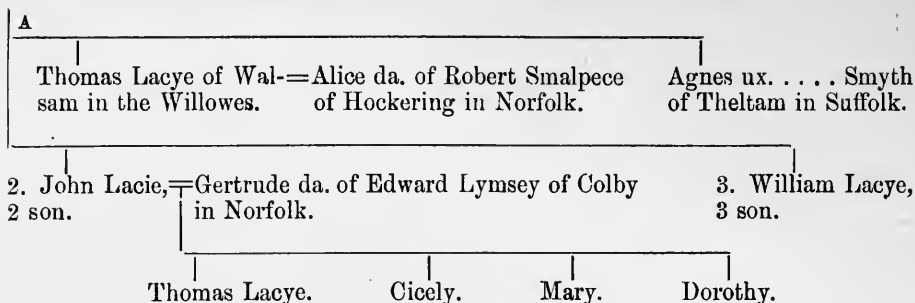 A
Thomas Lacye of Wal-=Alice da. of Robert Smalpece Agnes ux. . . . . Smyth
sam in the Willowes. of Hockering in Norfolk. of Theltam in Suffolk.
2. John Lacie,=Gertrude da. of Edward Lymsey of Colby 3. William Lacye,
2 son. in Norfolk. 3 son.
Thomas Lacye. Cicely. Mary. Dorothy.